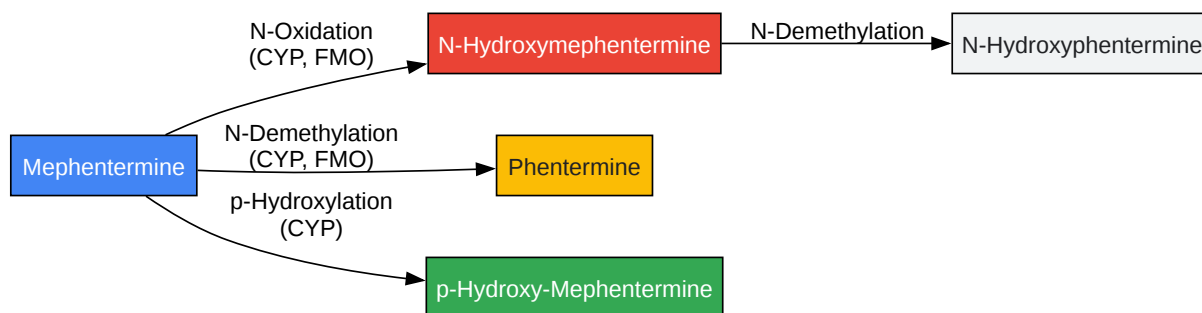 N-Oxidation
(CYP, FMO)
N-Hydroxymephentermine
N-Demethylation
N-Hydroxyphentermine
Mephentermine
N-Demethylation
(CYP, FMO)
Phentermine
p-Hydroxylation
(CYP)
p-Hydroxy-Mephentermine